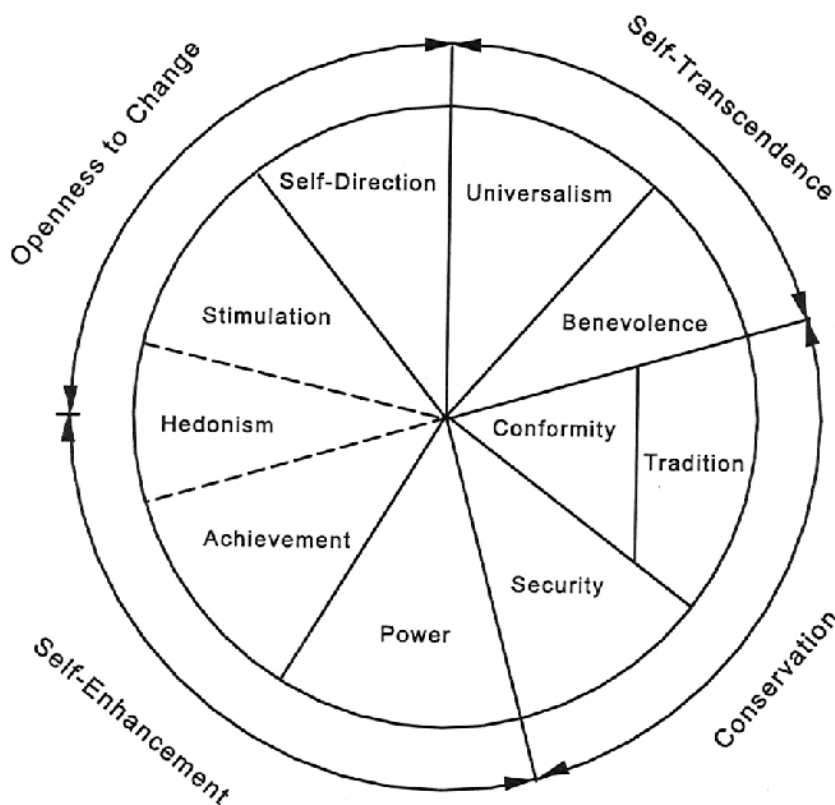 Openness to Change
Self-Transcendence
Self-Direction
Universalism
Stimulation
Benevolence
Hedonism
Conformity
Tradition
Achievement
Security
Power
Self-Enhancement
Conservation